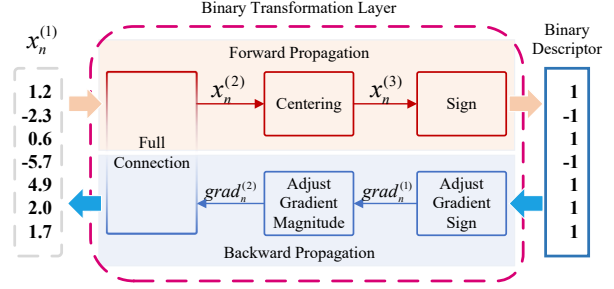 Binary Transformation Layer
x_n^(1)
1.2
-2.3
0.6
-5.7
4.9
2.0
1.7
Forward Propagation
Full
Connection
x_n^(2)
Centering
x_n^(3)
Sign
grad_n^(2)
Adjust
Gradient
Magnitude
grad_n^(1)
Adjust
Gradient
Sign
Backward Propagation
Binary
Descriptor
1
-1
1
-1
1
1
1